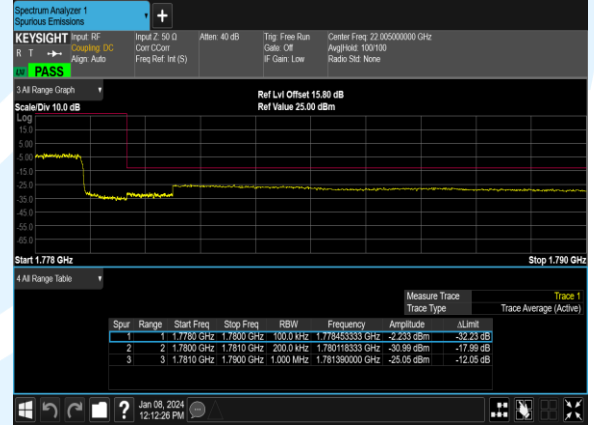 Spectrum Analyzer 1
Spurious Emissions
KEYSIGHT Input: RF Input Z: 50 Ω Atten: 40 dB Trig: Free Run Center Freq: 22.005000000 GHz
R T Coupling: DC Corr CCorr Gate: Off Avg|Hold: 100/100
Align: Auto Freq Ref: Int (S) IF Gain: Low Radio Std: None
PASS
3 All Range Graph
Ref Lvl Offset 15.80 dB
Scale/Div 10.0 dB Ref Value 25.00 dBm
Log
15.0
5.00
-5.00
-15.0
-25.0
-35.0
-45.0
-55.0
-65.0
Start 1.778 GHz Stop 1.790 GHz
4 All Range Table
Measure Trace Trace 1
Trace Type Trace Average (Active)
Spur Range Start Freq Stop Freq RBW Frequency Amplitude ΔLimit
1 1 1.7780 GHz 1.7800 GHz 100.0 kHz 1.778453333 GHz -2.233 dBm -32.23 dB
2 2 1.7800 GHz 1.7810 GHz 200.0 kHz 1.780118333 GHz -30.99 dBm -17.99 dB
3 3 1.7810 GHz 1.7900 GHz 1.000 MHz 1.781390000 GHz -25.05 dBm -12.05 dB
Jan 08, 2024
12:12:26 PM